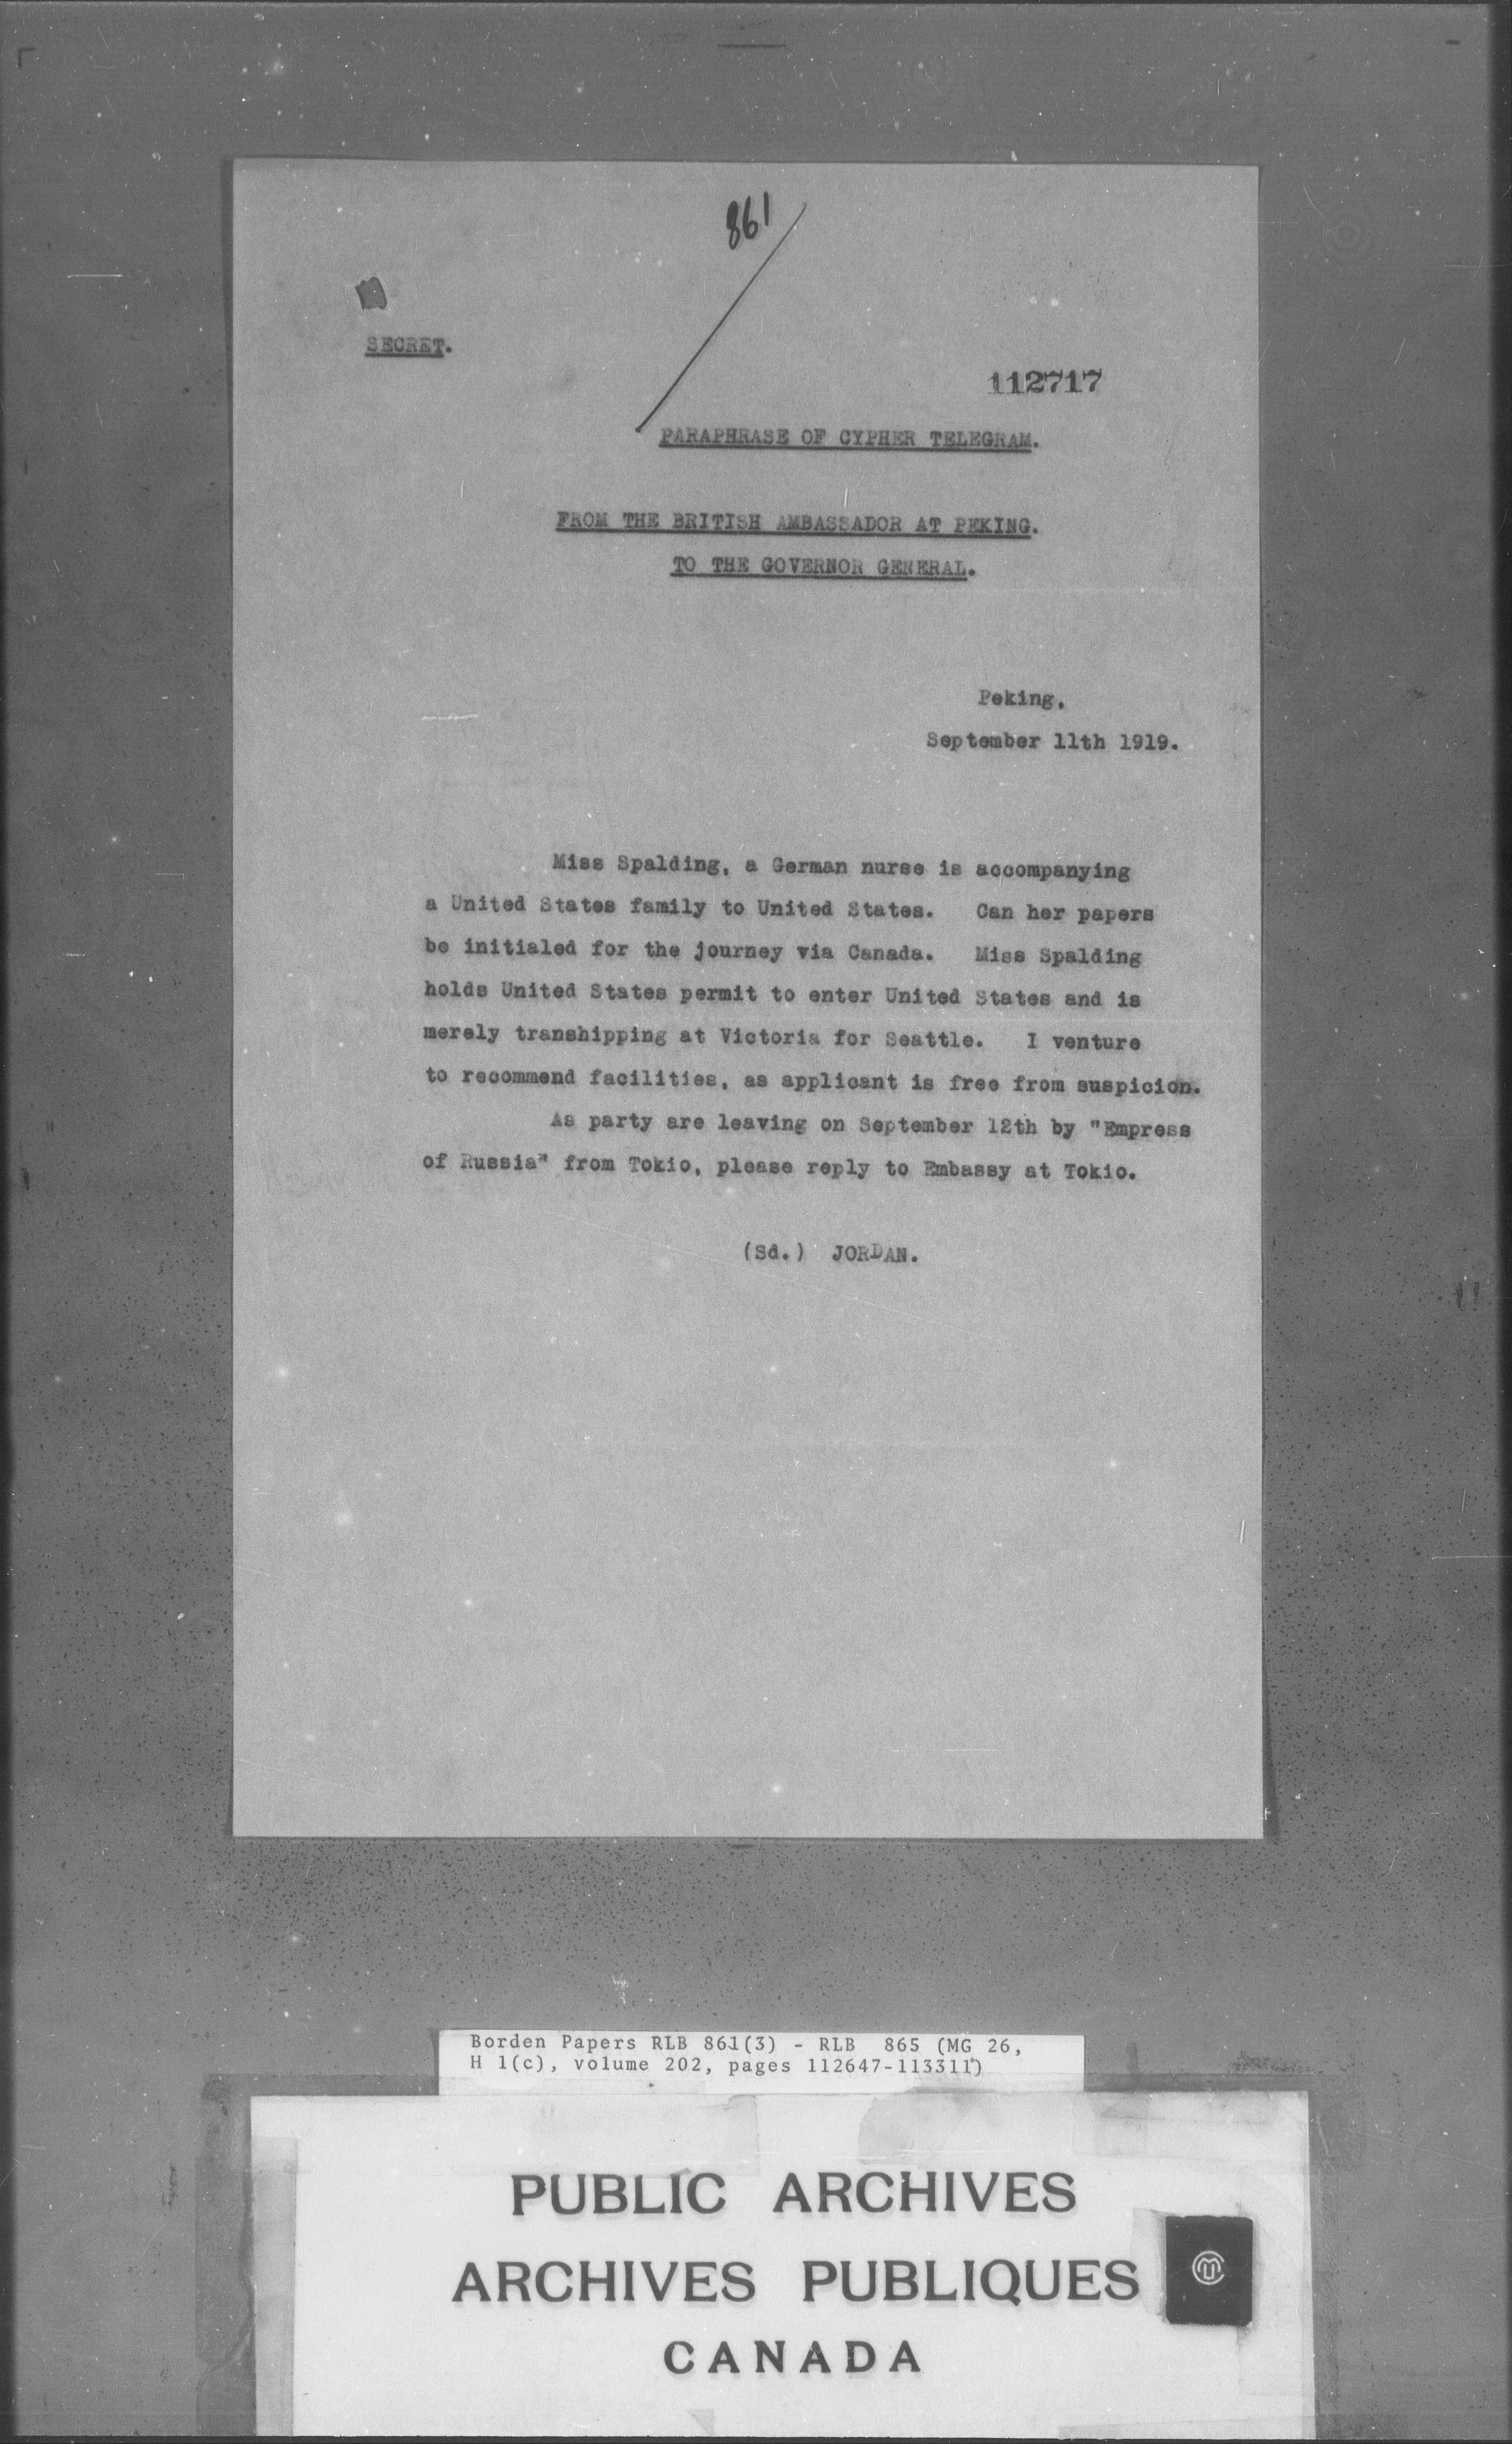 861
SECRET.
112717
PARAPHRASE OF CYPHER TELEGRAM.
FROM THE BRITISH AMBASSADOR AT PEKING.
TO THE GOVERNOR GENERAL.
Peking,
September 11th 1919.
Miss Spalding, a German nurse is accompanying
a United States family to United States. Can her papers
be initialed for the journey via Canada. Miss Spalding
holds United States permit to enter United States and is
merely transhipping at Victoria for Seattle. I venture
to recommend facilities, as applicant is free from suspicion.
As party are leaving on September 12th by "Empress
of Russia" from Tokio, please reply to Embassy at Tokio.
(Sd.) JORDAN.
Borden Papers RLB 861(3) - RLB 865 (MG 26,
H 1(c), volume 202, pages 112647-113311)
PUBLIC ARCHIVES
ARCHIVES PUBLIQUES
CANADA